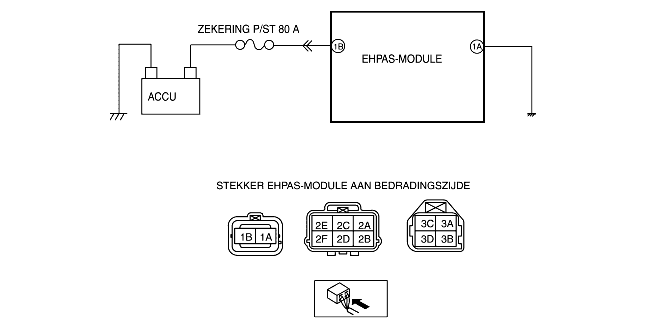 ZEKERING P/ST 80 A
1B
1A
EHPAS-MODULE
ACCU
STEKKER EHPAS-MODULE AAN BEDRADINGSZIJDE
1B 1A
2E 2C 2A
2F 2D 2B
3C 3A
3D 3B